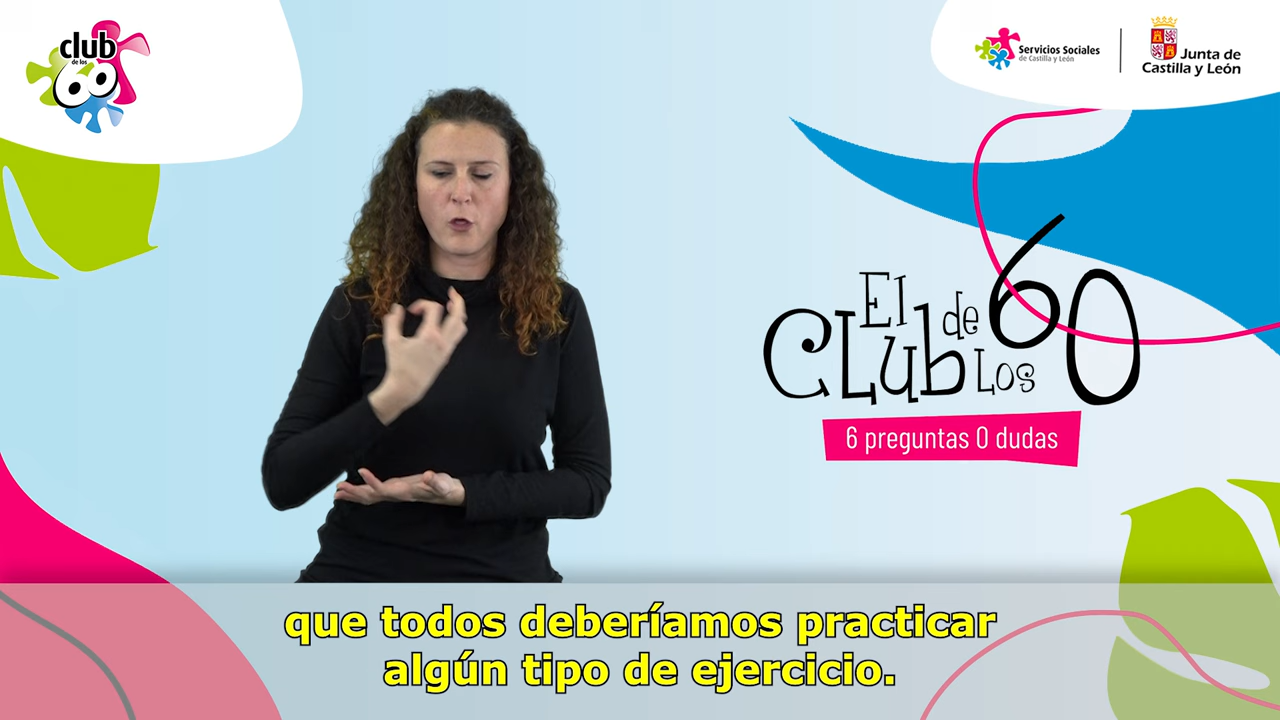 club
de los
60
Servicios Sociales
de Castilla y León
Junta de
Castilla y León
El Club de los 60
6 preguntas 0 dudas
que todos deberíamos practicar
algún tipo de ejercicio.